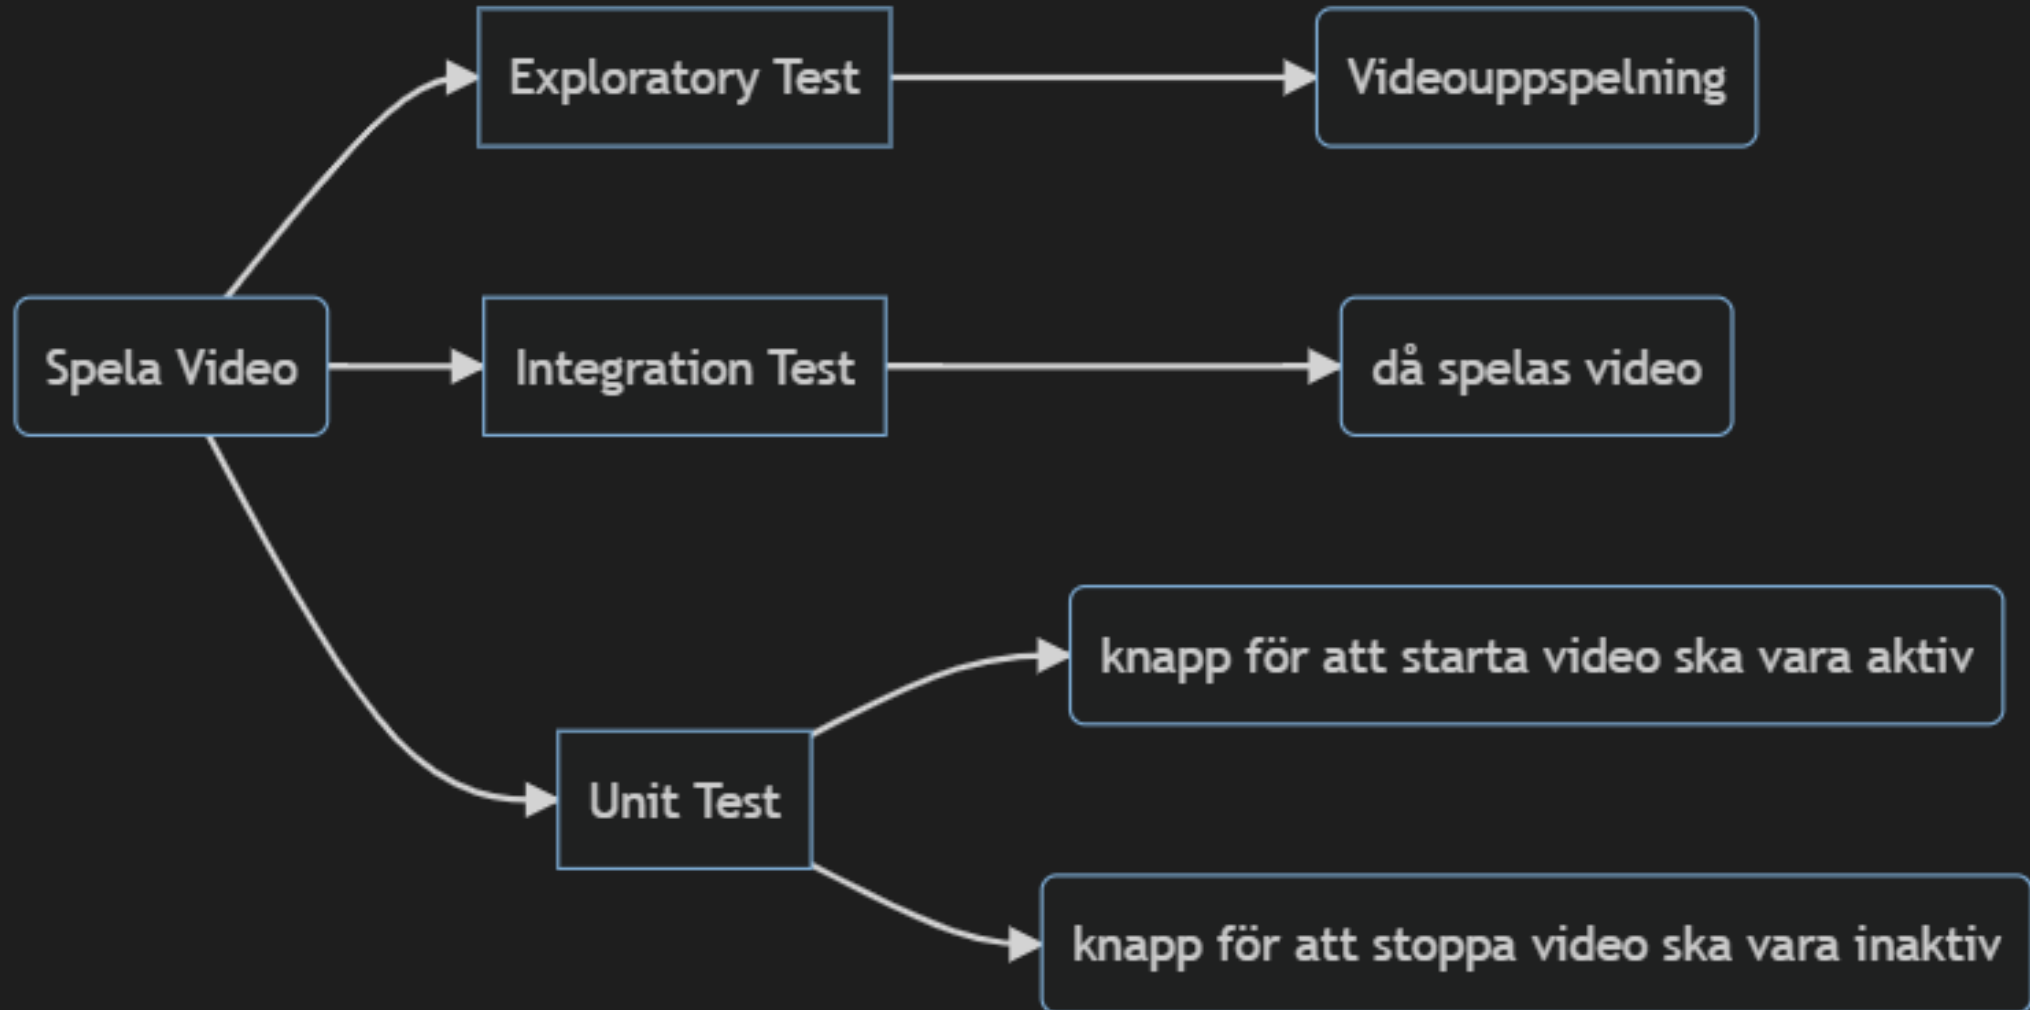 Exploratory Test
Videouppspelning
Spela Video
Integration Test
då spelas video
knapp för att starta video ska vara aktiv
Unit Test
knapp för att stoppa video ska vara inaktiv